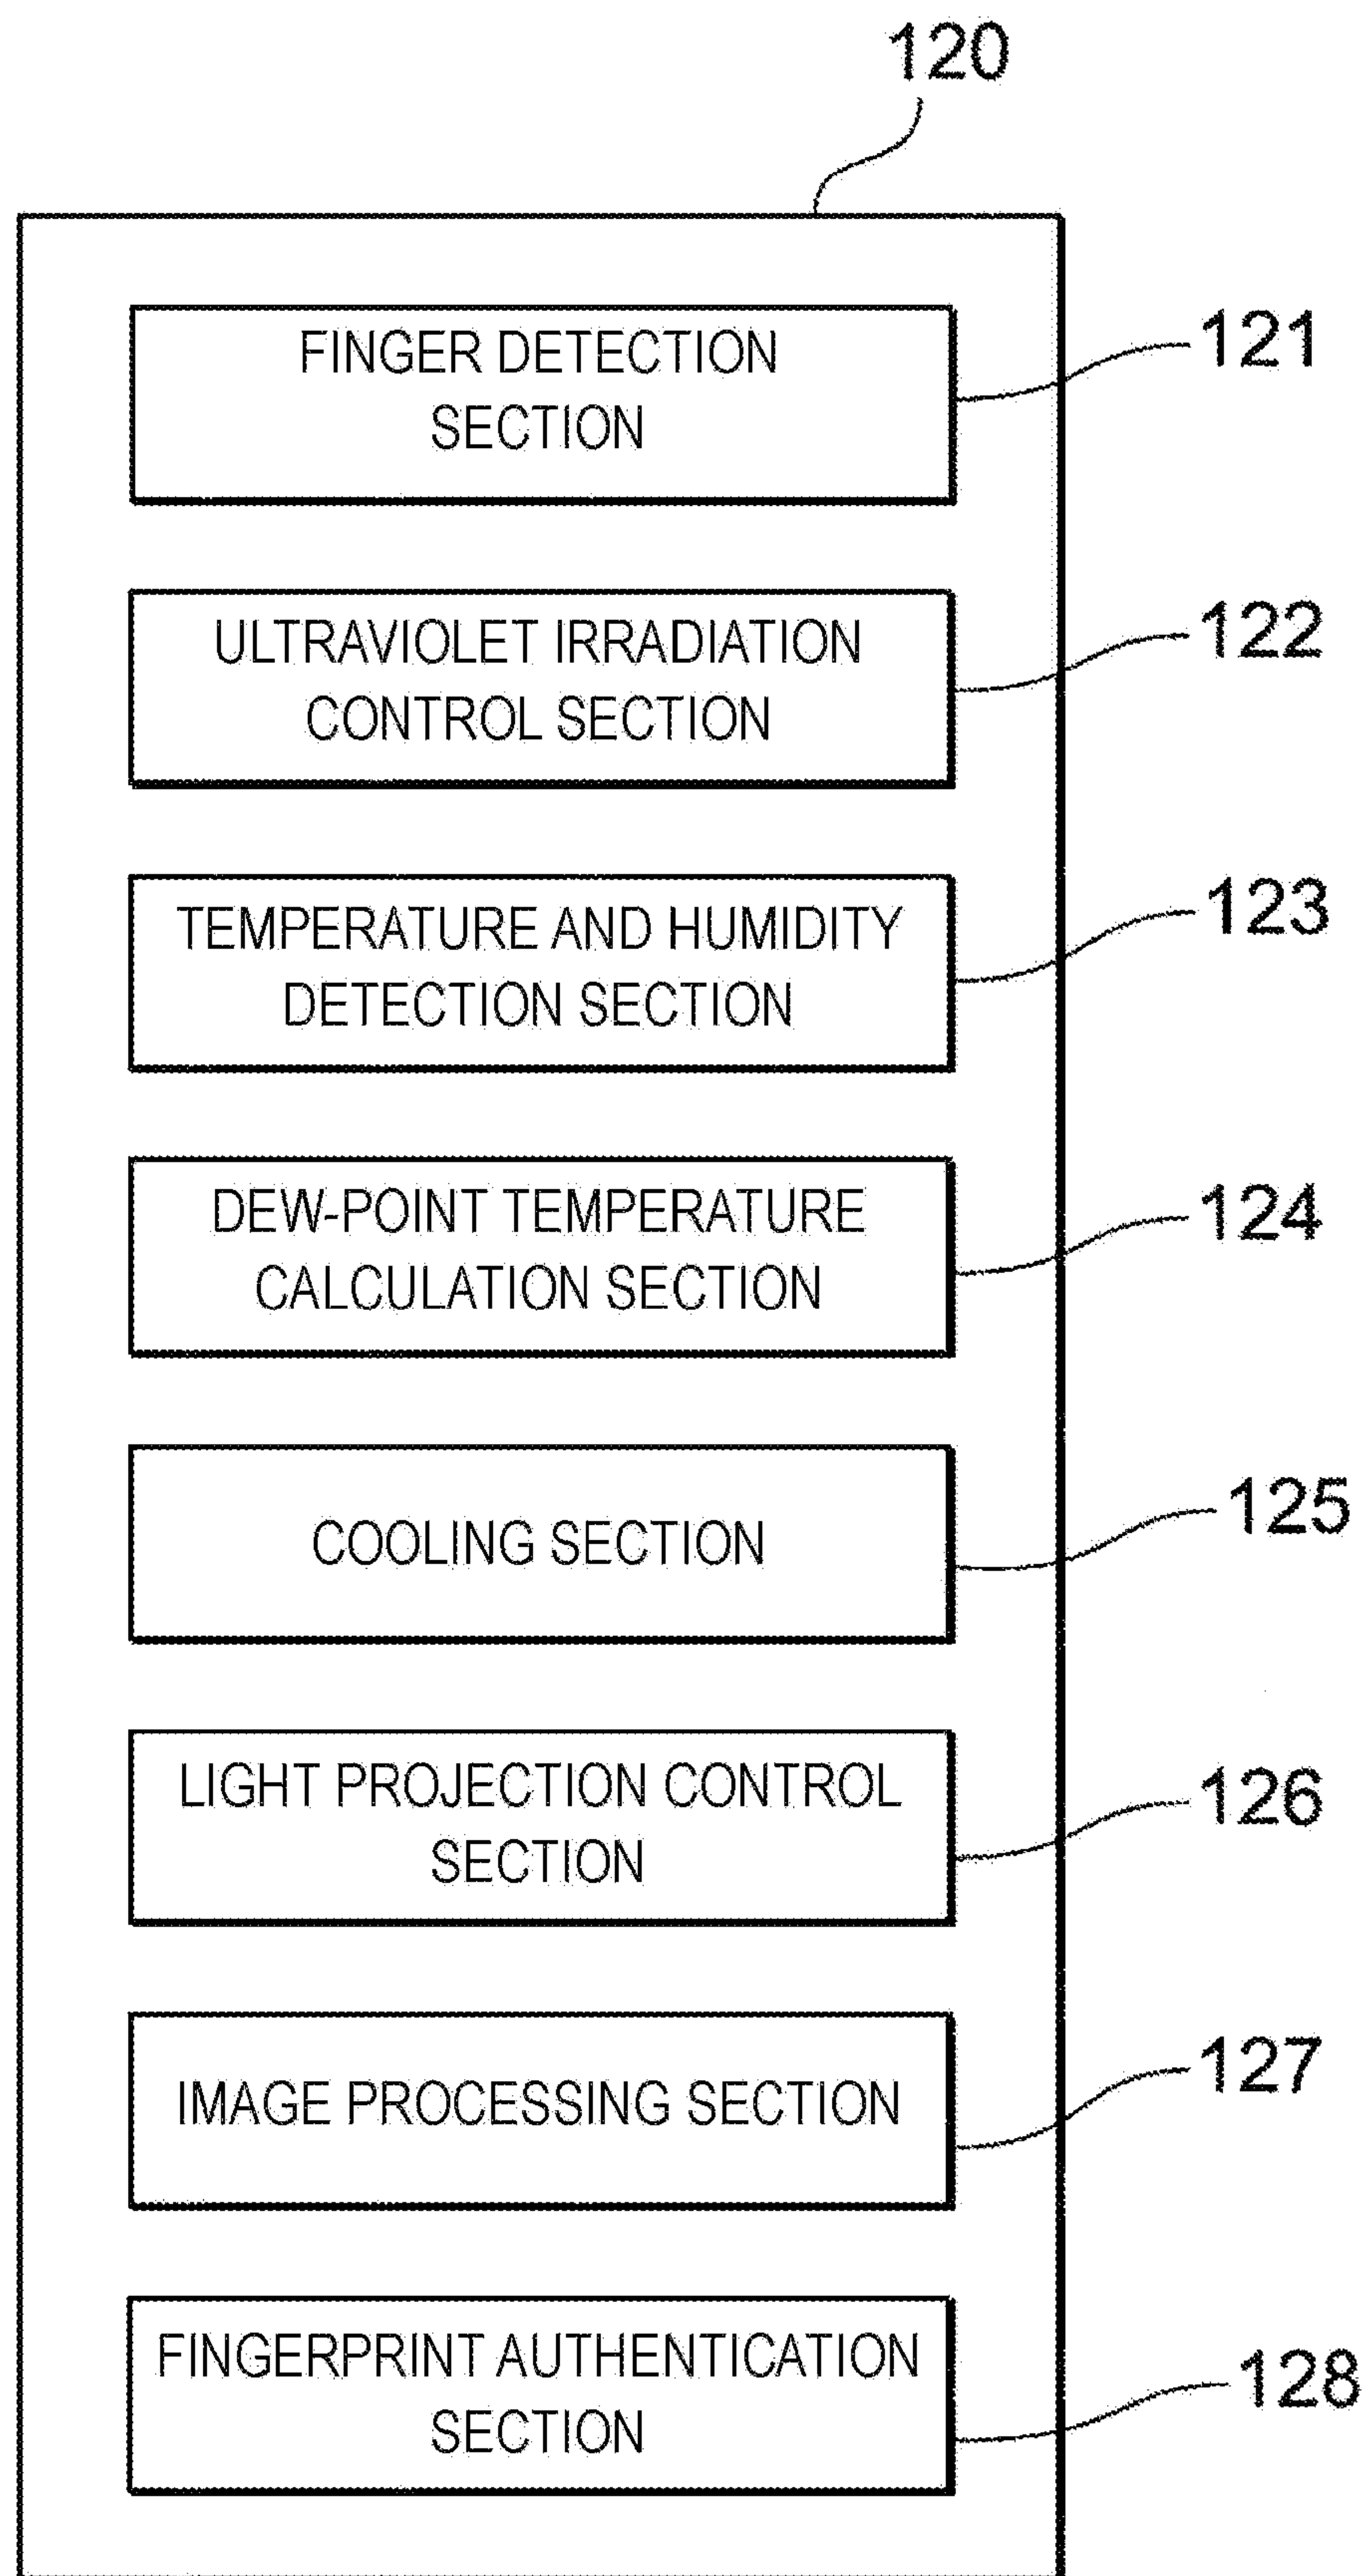 120
FINGER DETECTION
SECTION
121
ULTRAVIOLET IRRADIATION
CONTROL SECTION
122
TEMPERATURE AND HUMIDITY
DETECTION SECTION
123
DEW-POINT TEMPERATURE
CALCULATION SECTION
124
COOLING SECTION
125
LIGHT PROJECTION CONTROL
SECTION
126
IMAGE PROCESSING SECTION
127
FINGERPRINT AUTHENTICATION
SECTION
128